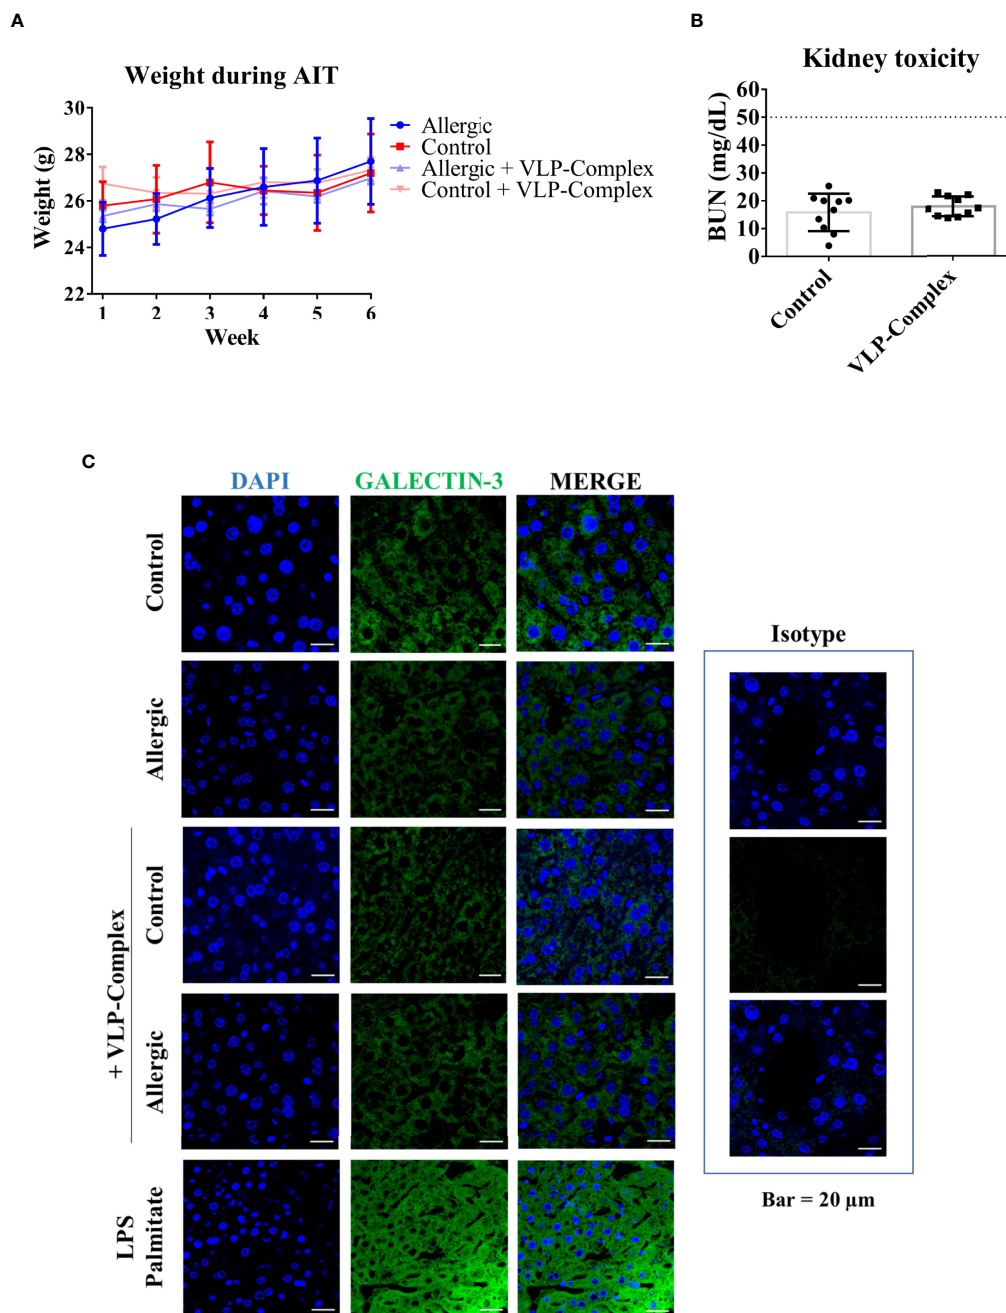 A
Weight during AIT
Weight (g)
30
28
26
24
22
1 2 3 4 5 6
Week
Allergic
Control
Allergic + VLP-Complex
Control + VLP-Complex
B
Kidney toxicity
BUN (mg/dL)
60
50
40
30
20
10
0
Control
VLP-Complex
C
DAPI GALECTIN-3 MERGE
Control
Allergic
+ VLP-Complex
Control
Allergic
LPS
Palmitate
Isotype
Bar = 20 µm